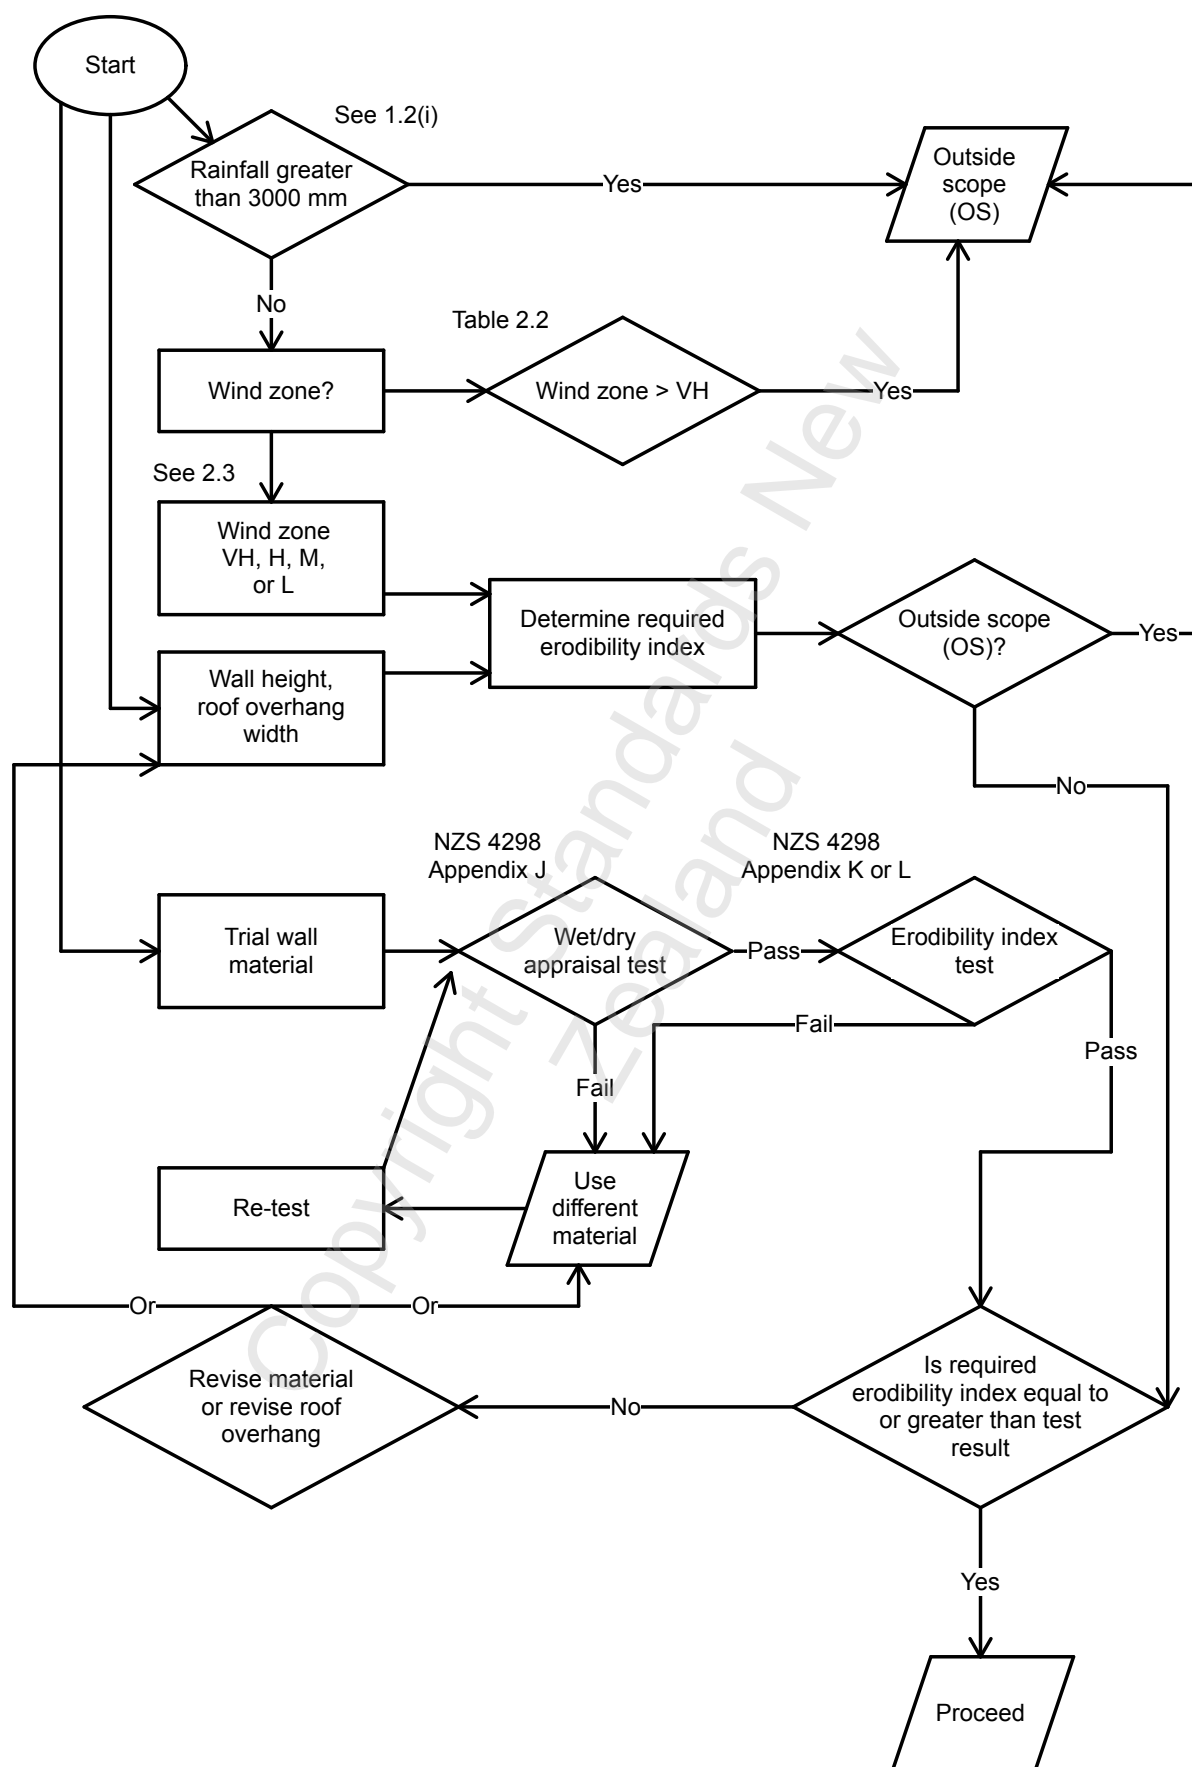 Start
See 1.2(i)
Rainfall greater
than 3000 mm
Yes
Outside
scope
(OS)
No
Table 2.2
Wind zone?
Wind zone > VH
Yes
See 2.3
Wind zone
VH, H, M,
or L
Determine required
erodibility index
Outside scope
(OS)?
Yes
Wall height,
roof overhang
width
No
NZS 4298
Appendix J
NZS 4298
Appendix K or L
Trial wall
material
Wet/dry
appraisal test
Pass
Erodibility index
test
Fail
Pass
Fail
Re-test
Use
different
material
Or
Or
Revise material
or revise roof
overhang
No
Is required
erodibility index equal to
or greater than test
result
Yes
Proceed
Copyright Standards New
Zealand